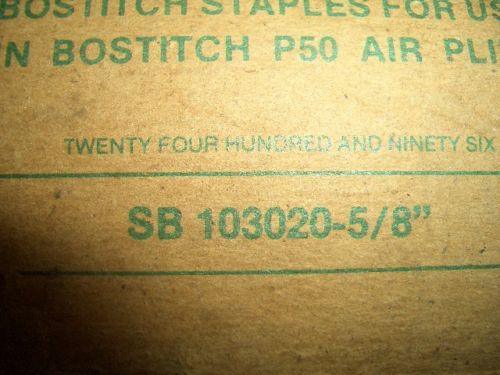 BOSTITCH STAPLES FOR US
N BOSTITCH P50 AIR PLI
TWENTY FOUR HUNDRED AND NINETY SIX
SB 103020-5/8”